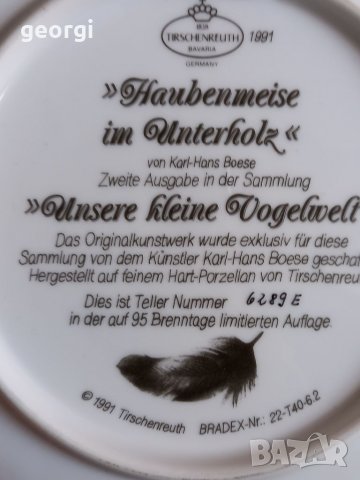 georgi
1838
TIRSCHENREUTH 1991
BAVARIA
GERMANY
»Haubenmeise
im Unterholz«
von Karl-Hans Boese
Zweite Ausgabe in der Sammlung
»Unsere kleine Vogelwelt
Das Originalkunstwerk wurde exklusiv für diese
Sammlung von dem Künstler Karl-Hans Boese geschaf
Hergestellt auf feinem Hart-Porzellan von Tirschenreu
Dies ist Teller Nummer 6289 E
in der auf 95 Brenntage limitierten Auflage.
© 1991 Tirschenreuth BRADEX-Nr.: 22-T40-6.2
BAZAR